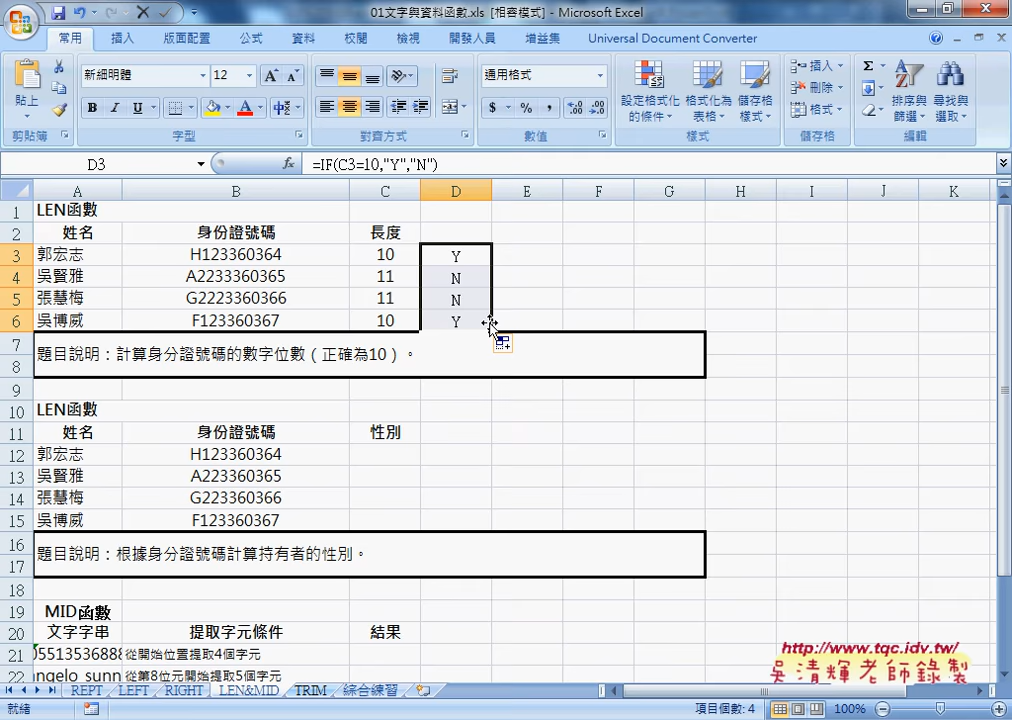 01文字與資料函數.xls [相容模式] - Microsoft Excel
常用 插入 版面配置 公式 資料 校閱 檢視 開發人員 增益集 Universal Document Converter
貼上 新細明體 12 通用格式 設定格式化的條件 格式化為表格 儲存格樣式 插入 刪除 格式 排序與篩選 尋找與選取
剪貼簿 字型 對齊方式 數值 樣式 儲存格 編輯
D3 fx =IF(C3=10,"Y","N")
A B C D E F G H I J K
1 LEN函數
2 姓名 身份證號碼 長度
3 郭宏志 H123360364 10 Y
4 吳賢雅 A2233360365 11 N
5 張慧梅 G2223360366 11 N
6 吳博威 F123360367 10 Y
7 題目說明：計算身分證號碼的數字位數（正確為10）。
8
9
10 LEN函數
11 姓名 身份證號碼 性別
12 郭宏志 H123360364
13 吳賢雅 A223360365
14 張慧梅 G223360366
15 吳博威 F123360367
16 題目說明：根據身分證號碼計算持有者的性別。
17
18
19 MID函數
20 文字字串 提取字元條件 結果
21 0551353688 從開始位置提取4個字元
22 angelo sunn 從第8位元開始提取5個字元
http://www.tqc.idv.tw/
吳清輝老師錄製
REPT LEFT RIGHT LEN&MID TRIM 綜合練習
就緒 項目個數: 4 100%